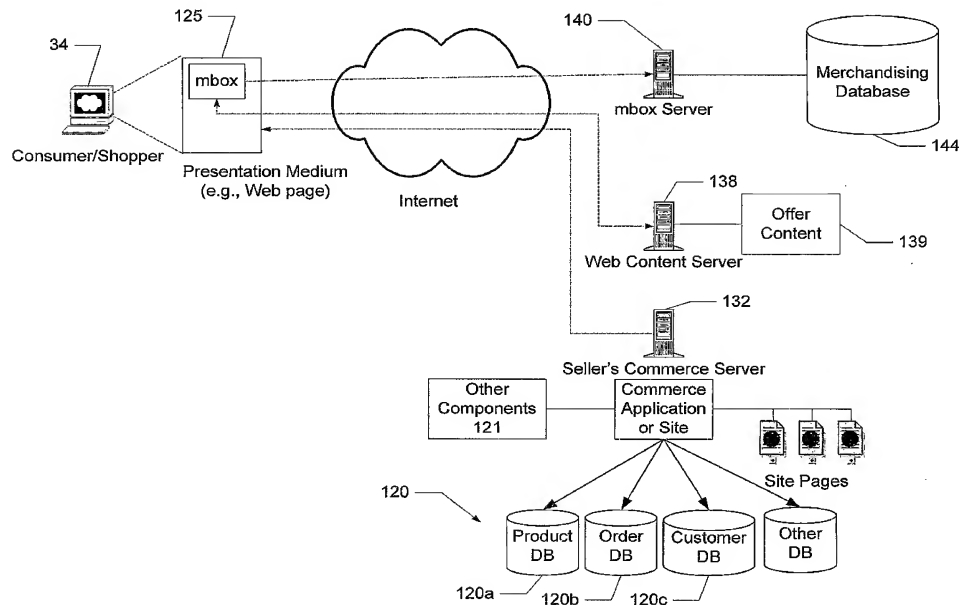 34
125
mbox
Consumer/Shopper
Presentation Medium
(e.g., Web page)
Internet
140
mbox Server
Merchandising
Database
144
138
Web Content Server
Offer
Content
139
132
Seller's Commerce Server
Other
Components
121
Commerce
Application
or Site
Site Pages
120
Product
DB
Order
DB
Customer
DB
Other
DB
120a
120b
120c